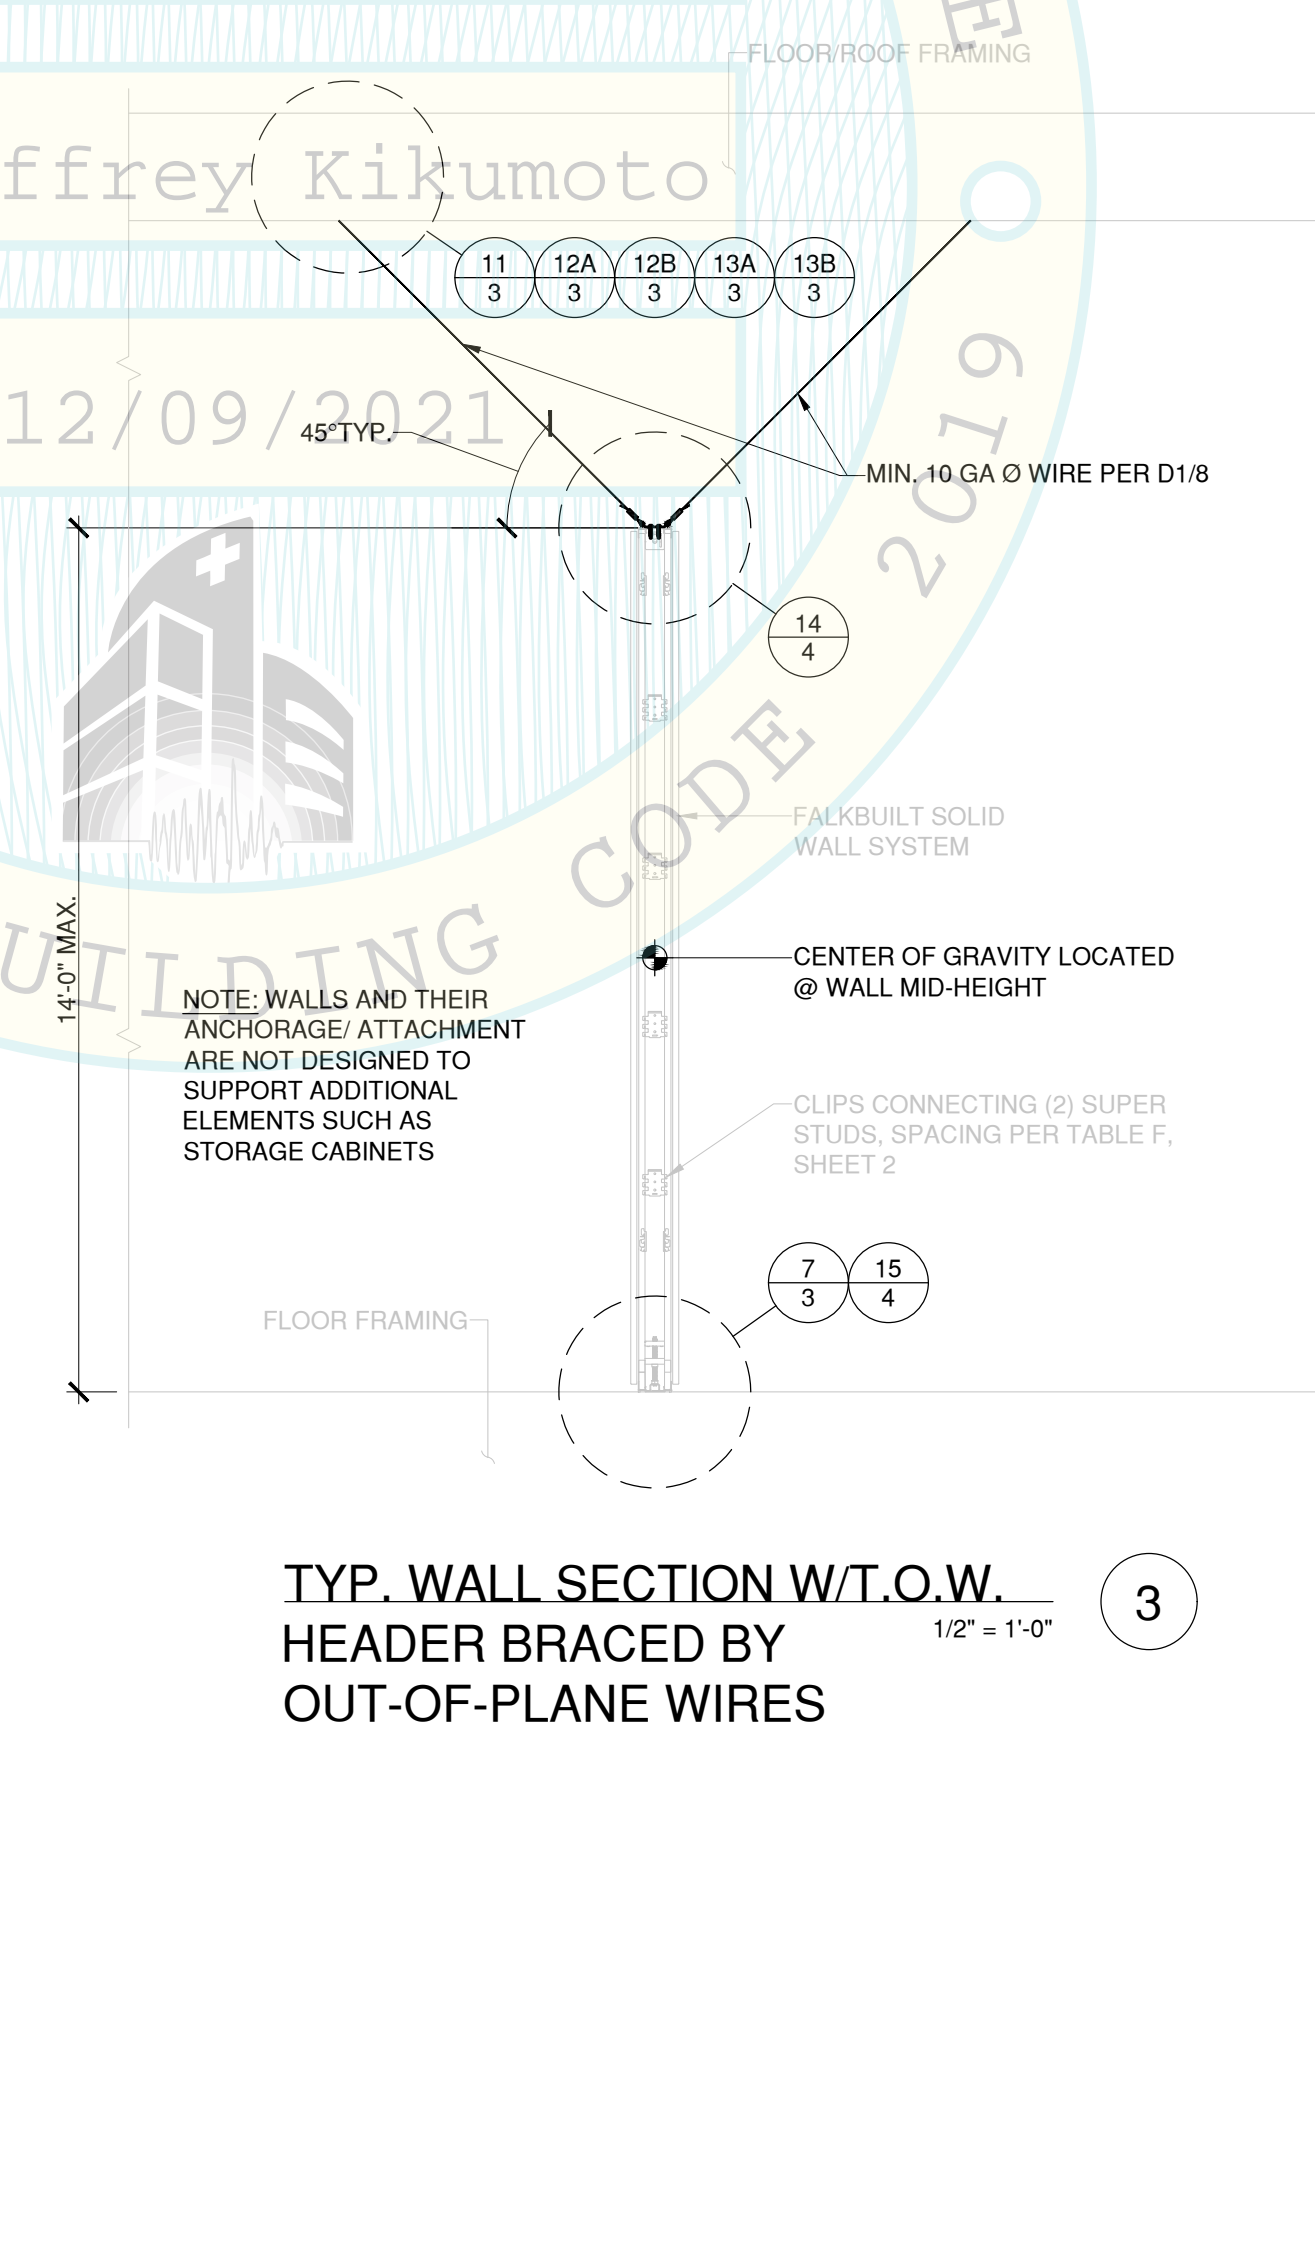 E
FLOOR/ROOF FRAMING
ffrey Kikumoto
11 12A 12B 13A 13B
3 3 3 3 3
12/09/2021
45°TYP.
MIN. 10 GA Ø WIRE PER D1/8
2019
14
4
FALKBUILT SOLID
WALL SYSTEM
CODE
14'-0" MAX.
UILDING
CENTER OF GRAVITY LOCATED
@ WALL MID-HEIGHT
NOTE: WALLS AND THEIR
ANCHORAGE/ ATTACHMENT
ARE NOT DESIGNED TO
SUPPORT ADDITIONAL
ELEMENTS SUCH AS
STORAGE CABINETS
CLIPS CONNECTING (2) SUPER
STUDS, SPACING PER TABLE F,
SHEET 2
7 15
3 4
FLOOR FRAMING
TYP. WALL SECTION W/T.O.W.
HEADER BRACED BY
OUT-OF-PLANE WIRES
1/2" = 1'-0"
3